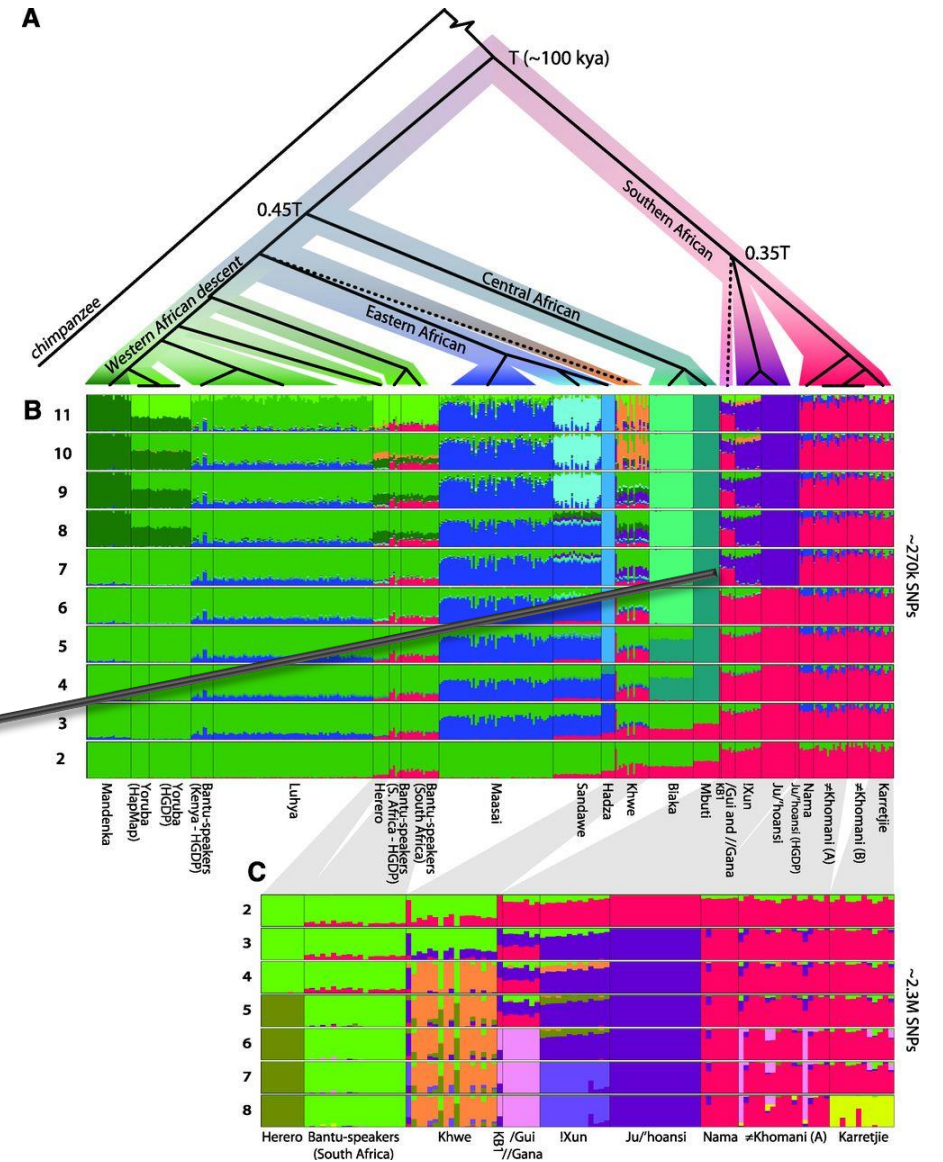 A
T (~100 kya)
Southern African
0.45T
0.35T
chimpanzee
Western African descent
Central African
Eastern African
B
11
10
9
8
7
6
5
4
3
2
~270k SNPs
Mandenka
Yoruba
(HapMap)
Yoruba
(HGDP)
Bantu-speakers
(Kenya - HGDP)
Luhya
Herero
Bantu-speakers
(S. Africa - HGDP)
Bantu-speakers
(South Africa)
Maasai
Sandawe
Hadza
Khwe
Biaka
Mbuti
KB1
/Gui and //Gana
!Xun
Ju/'hoansi
Ju/'hoansi (HGDP)
Nama
≠Khomani (A)
≠Khomani (B)
Karretjie
C
2
3
4
5
6
7
8
~2.3M SNPs
Herero
Bantu-speakers
(South Africa)
Khwe
KB1
/Gui
//Gana
!Xun
Ju/'hoansi
Nama
≠Khomani (A)
Karretjie